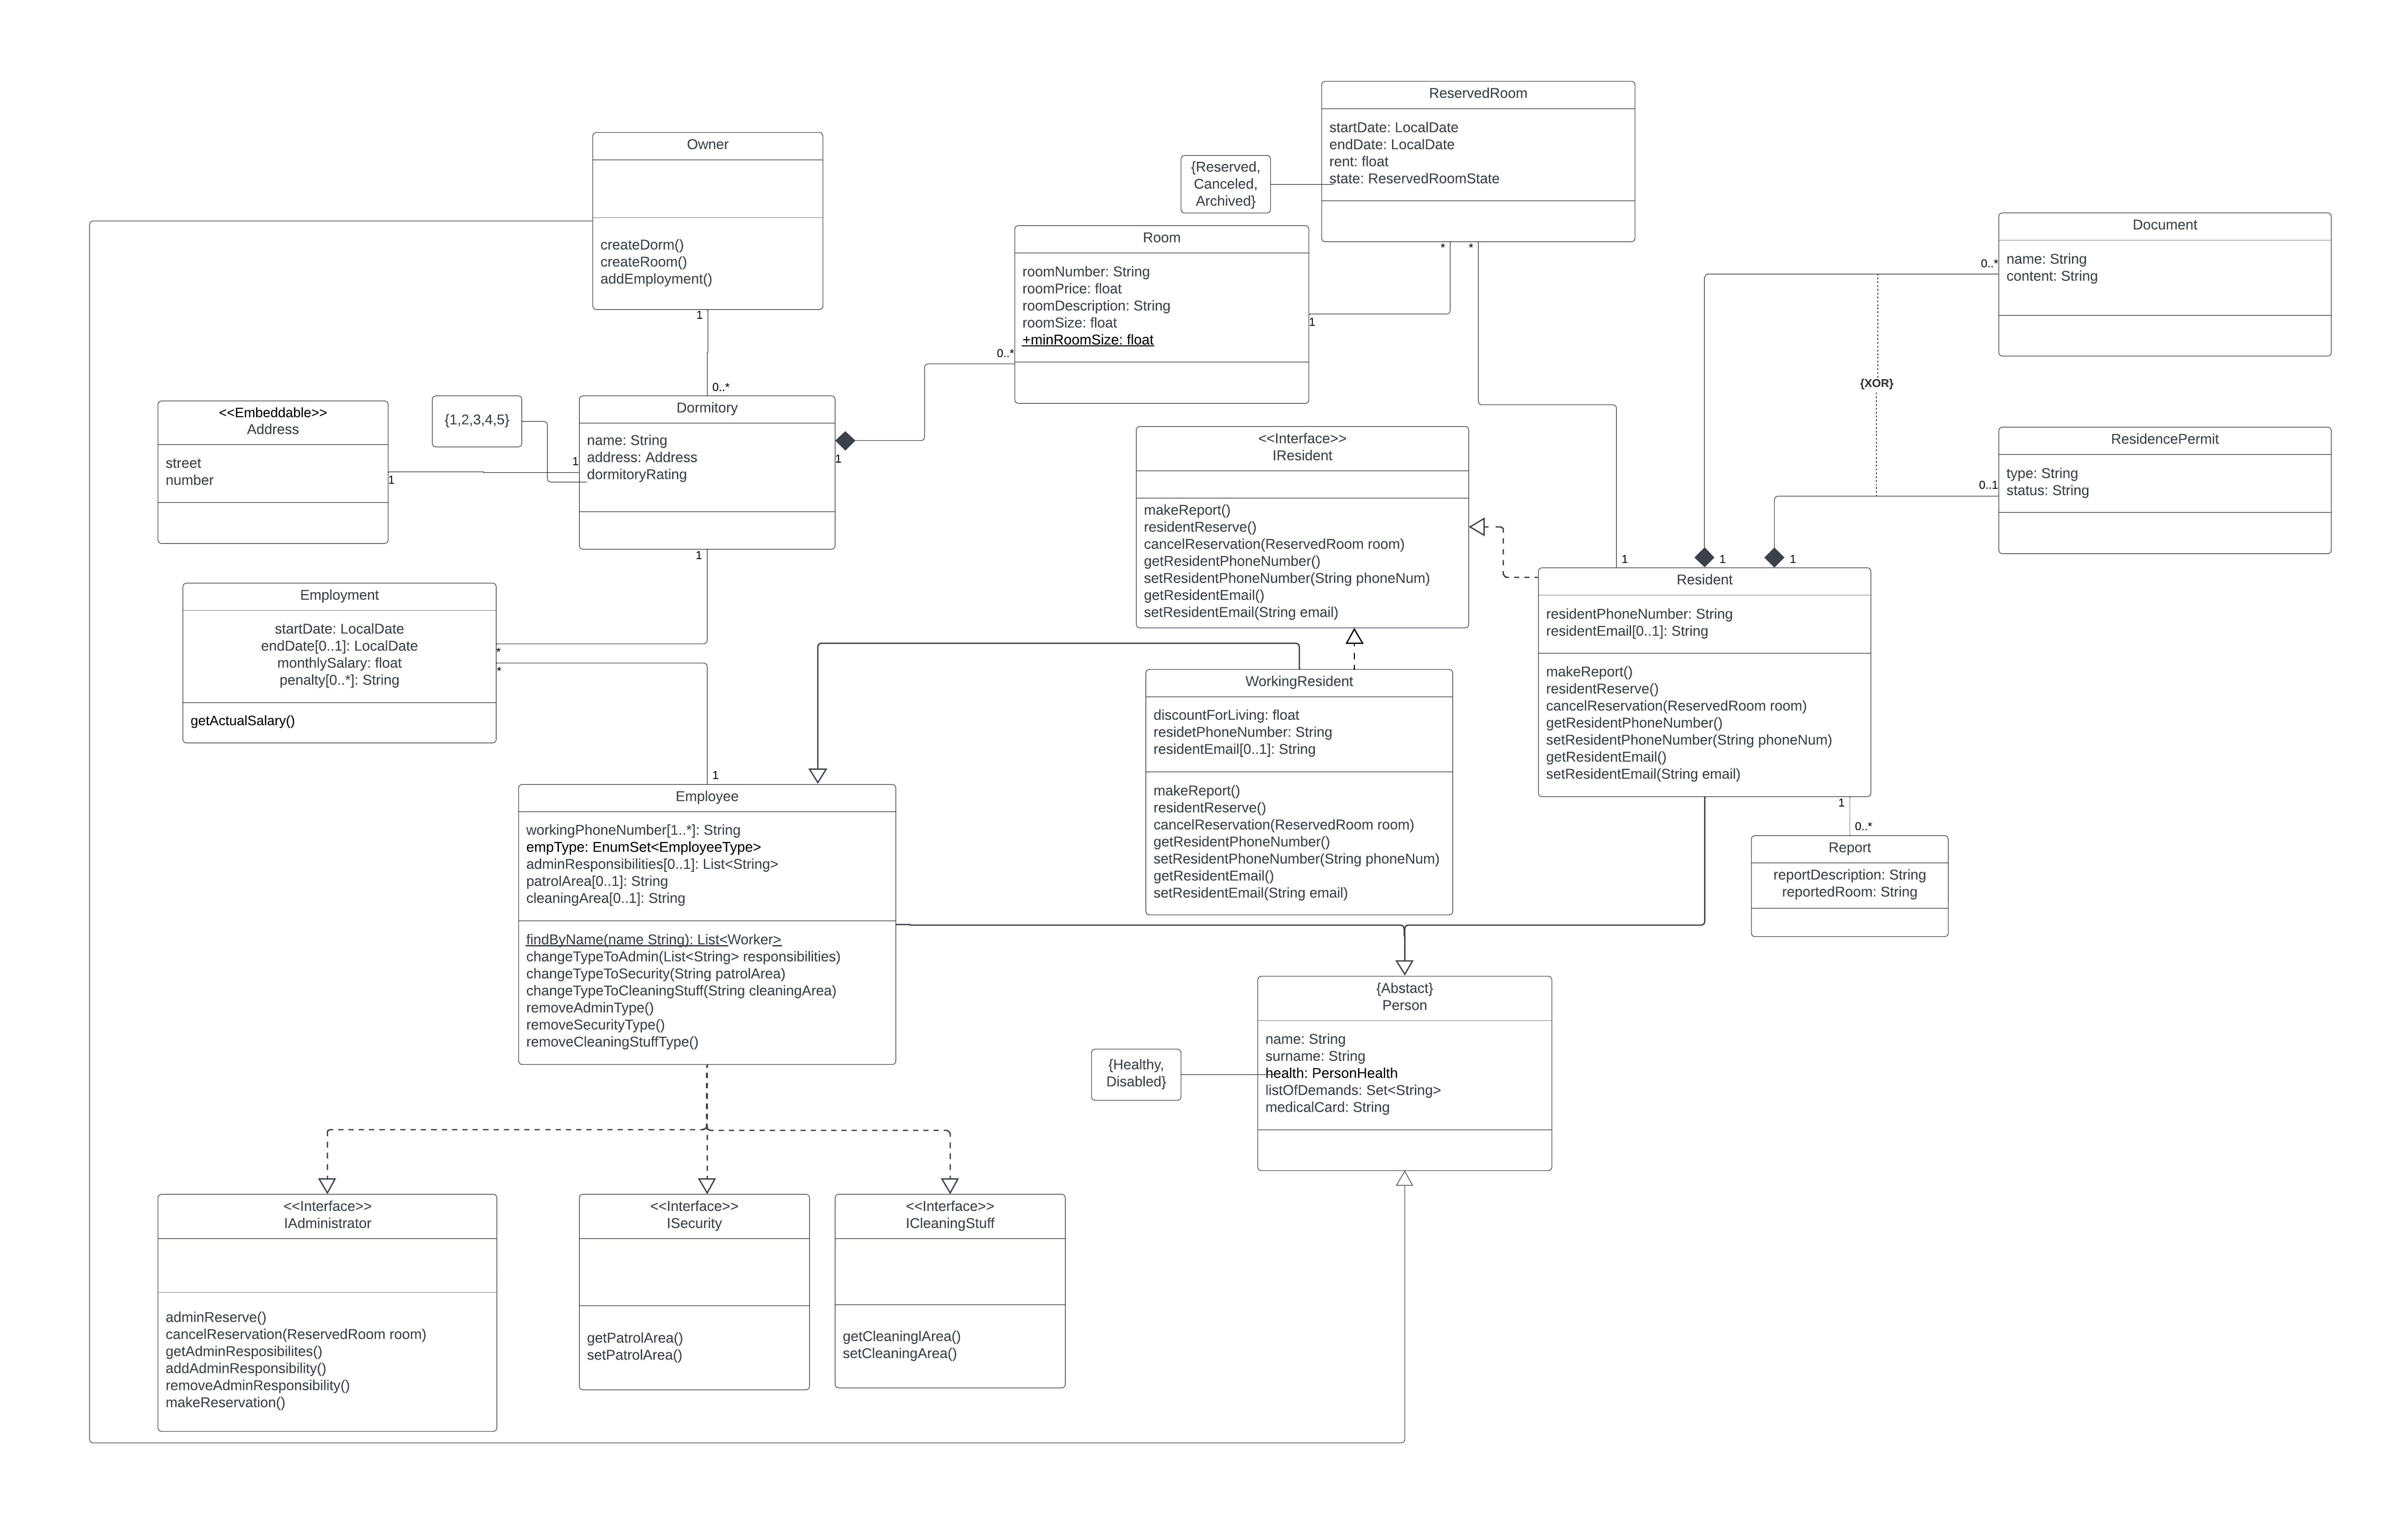 ReservedRoom
startDate: LocalDate
endDate: LocalDate
rent: float
state: ReservedRoomState
{Reserved,
Canceled,
Archived}
*
*
Owner
createDorm()
createRoom()
addEmployment()
1
0..*
Room
roomNumber: String
roomPrice: float
roomDescription: String
roomSize: float
+minRoomSize: float
1
0..*
Document
name: String
content: String
0..*
{XOR}
ResidencePermit
type: String
status: String
0..1
<<Embeddable>>
Address
street
number
1
{1,2,3,4,5}
1
Dormitory
name: String
address: Address
dormitoryRating
1
1
<<Interface>>
IResident
makeReport()
residentReserve()
cancelReservation(ReservedRoom room)
getResidentPhoneNumber()
setResidentPhoneNumber(String phoneNum)
getResidentEmail()
setResidentEmail(String email)
1
1
1
Resident
residentPhoneNumber: String
residentEmail[0..1]: String
makeReport()
residentReserve()
cancelReservation(ReservedRoom room)
getResidentPhoneNumber()
setResidentPhoneNumber(String phoneNum)
getResidentEmail()
setResidentEmail(String email)
1
0..*
Report
reportDescription: String
reportedRoom: String
Employment
startDate: LocalDate
endDate[0..1]: LocalDate
monthlySalary: float
penalty[0..*]: String
getActualSalary()
*
*
WorkingResident
discountForLiving: float
residetPhoneNumber: String
residentEmail[0..1]: String
makeReport()
residentReserve()
cancelReservation(ReservedRoom room)
getResidentPhoneNumber()
setResidentPhoneNumber(String phoneNum)
getResidentEmail()
setResidentEmail(String email)
1
Employee
workingPhoneNumber[1..*]: String
empType: EnumSet<EmployeeType>
adminResponsibilities[0..1]: List<String>
patrolArea[0..1]: String
cleaningArea[0..1]: String
findByName(name String): List<Worker>
changeTypeToAdmin(List<String> responsibilities)
changeTypeToSecurity(String patrolArea)
changeTypeToCleaningStuff(String cleaningArea)
removeAdminType()
removeSecurityType()
removeCleaningStuffType()
{Abstact}
Person
name: String
surname: String
health: PersonHealth
listOfDemands: Set<String>
medicalCard: String
{Healthy,
Disabled}
<<Interface>>
IAdministrator
adminReserve()
cancelReservation(ReservedRoom room)
getAdminResposibilites()
addAdminResponsibility()
removeAdminResponsibility()
makeReservation()
<<Interface>>
ISecurity
getPatrolArea()
setPatrolArea()
<<Interface>>
ICleaningStuff
getCleaninglArea()
setCleaningArea()